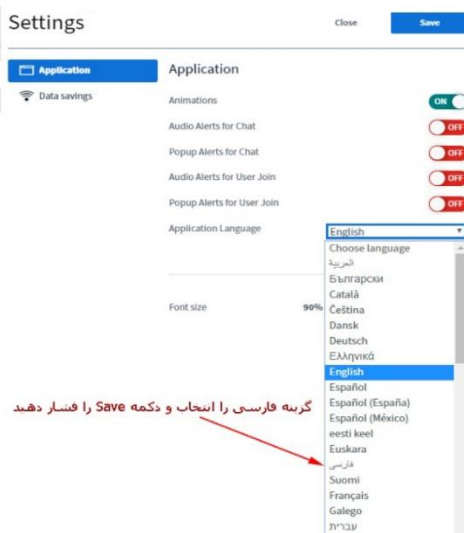 Settings
Close
Save
Application
Data savings
Application
Animations
ON
Audio Alerts for Chat
OFF
Popup Alerts for Chat
OFF
Audio Alerts for User Join
OFF
Popup Alerts for User Join
OFF
Application Language
English
Choose language
العربية
Български
Català
Čeština
Dansk
Deutsch
Ελληνικά
English
Español
Español (España)
Español (México)
eesti keel
Euskara
فارسی
Suomi
Français
Galego
עברית
Font size
90%
گزینه فارسی را انتخاب و دکمه Save را فشار دهید